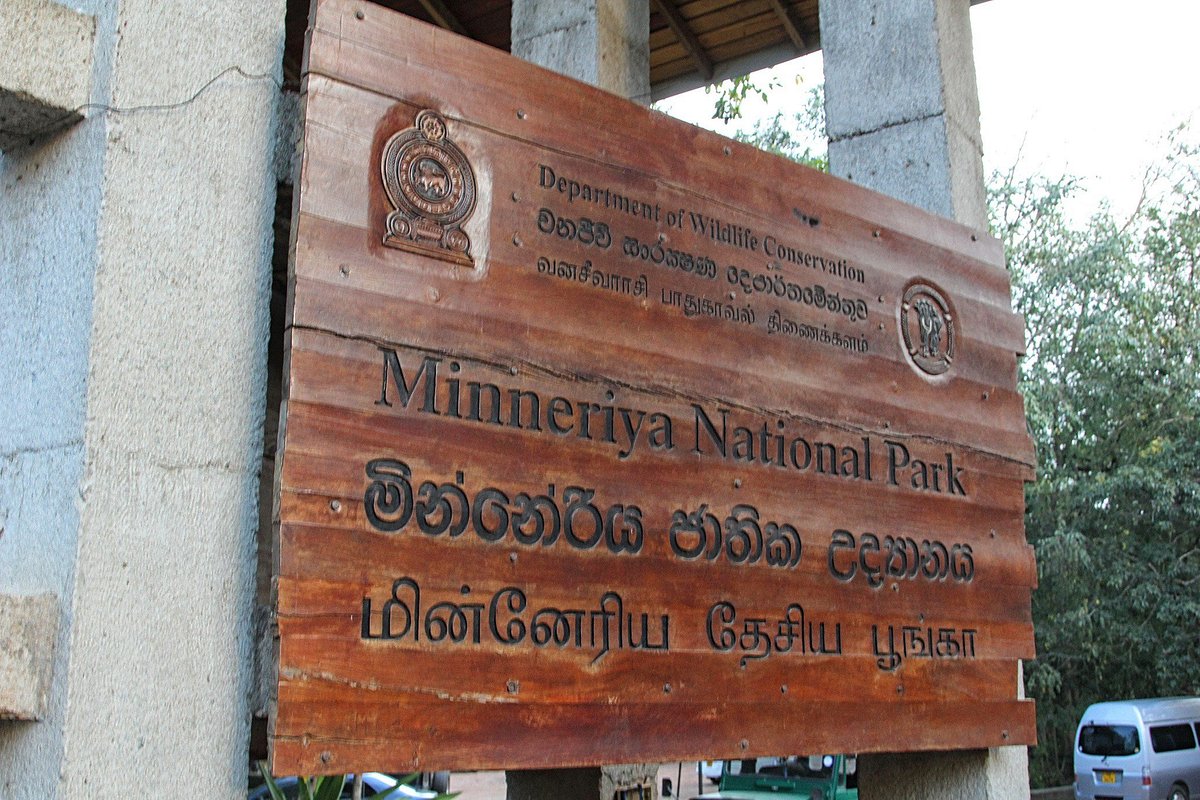 Department of Wildlife Conservation
වනජීවී සංරක්ෂණ දෙපාර්තමේන්තුව
வனசீவராசி பாதுகாவல் திணைக்களம்
Minneriya National Park
මින්නේරිය ජාතික උද්‍යානය
மின்னேரிய தேசிய பூங்கா